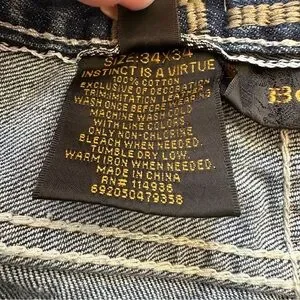 SIZE:34X34
INSTINCT IS A VIRTUE
100% COTTON
EXCLUSIVE OF DECORATION
WASH ONCE BEFORE WEARING
MACHINE WASH COLD
WITH LIKE COLORS
ONLY NON-CHLORINE
BLEACH WHEN NEEDED.
TUMBLE DRY LOW.
WARM IRON WHEN NEEDED.
MADE IN CHINA
RN# 114936
692050479358